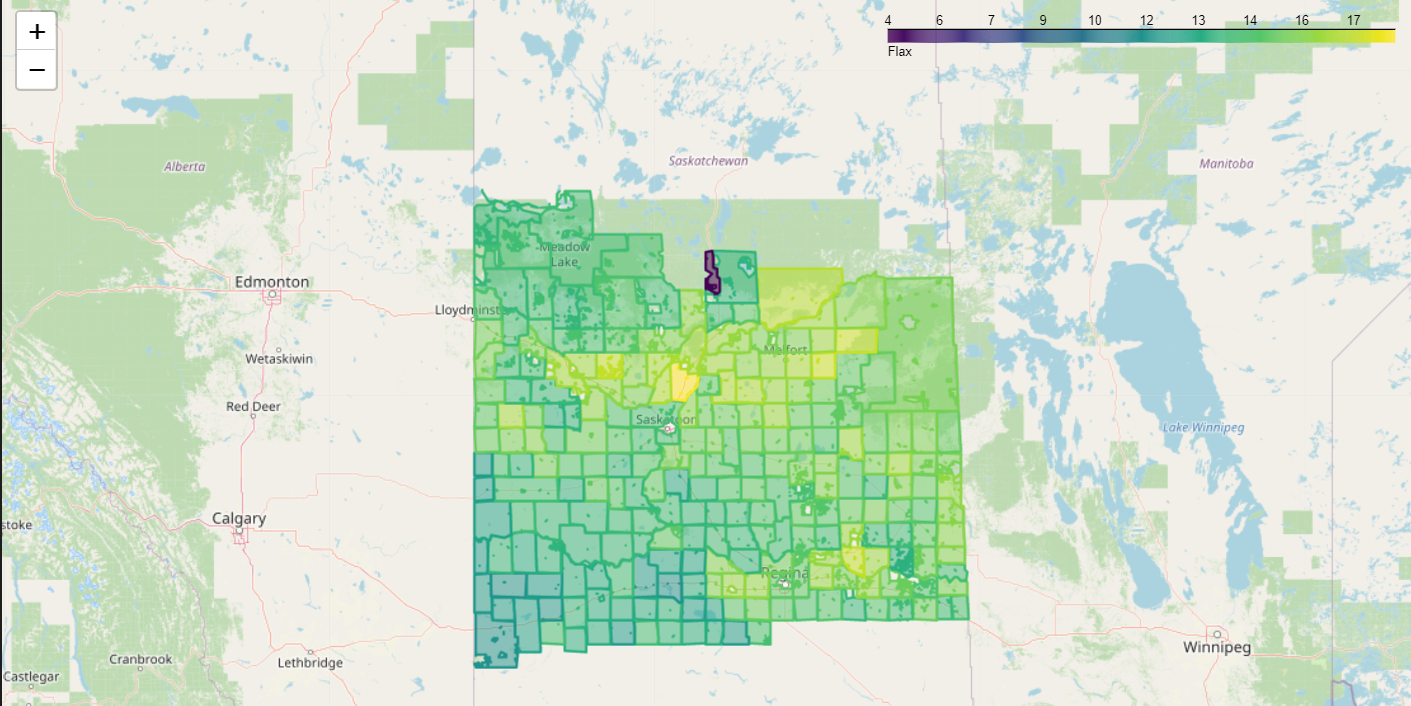 +
−
4 6 7 9 10 12 13 14 16 17
Flax
Alberta
Saskatchewan
Manitoba
Meadow
Lake
Edmonton
Lloydminst
Wetaskiwin
Melfort
Red Deer
Saskatoon
Lake Winnipeg
Calgary
stoke
Regina
Winnipeg
Cranbrook
Lethbridge
Castlegar